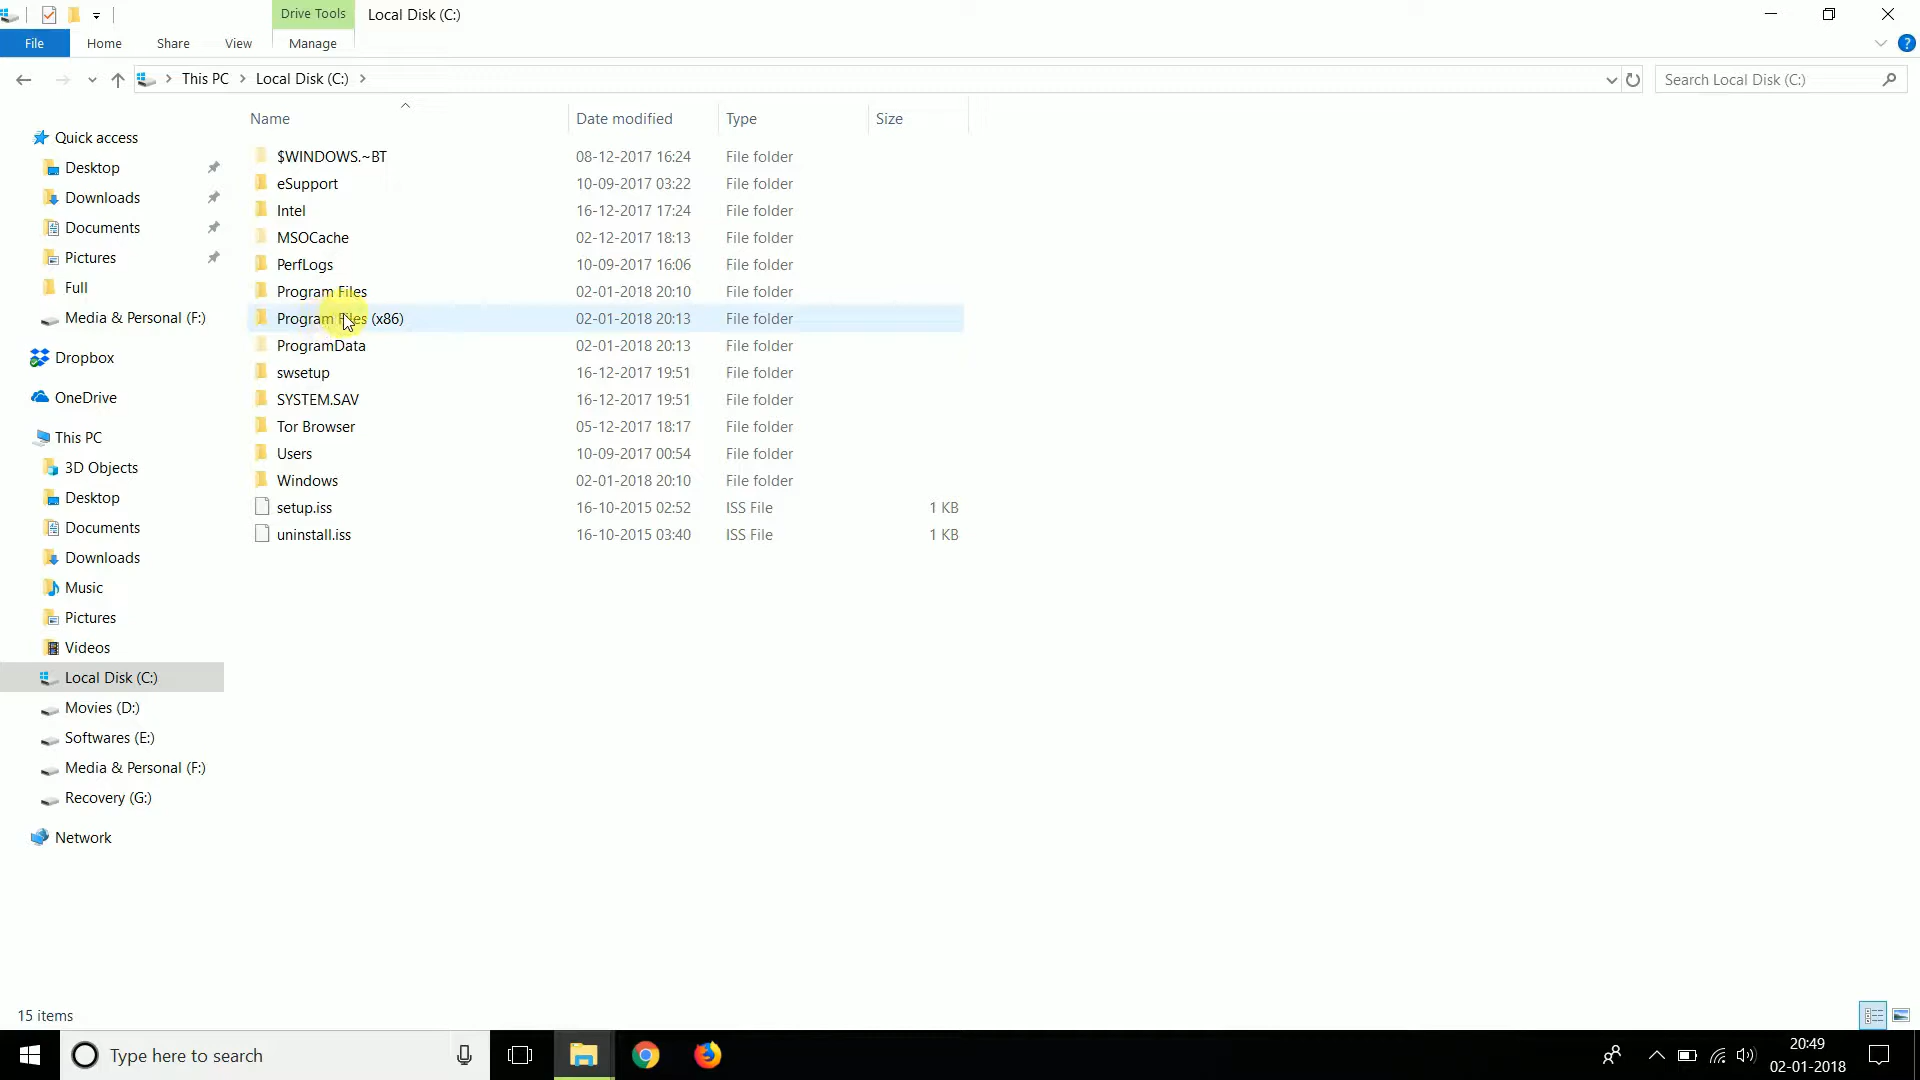 Drive Tools
Local Disk (C:)
File
Home
Share
View
Manage
This PC
Local Disk (C:)
Search Local Disk (C:)
Name
Date modified
Type
Size
Quick access
Desktop
Downloads
Documents
Pictures
Full
Media & Personal (F:)
Dropbox
OneDrive
This PC
3D Objects
Desktop
Documents
Downloads
Music
Pictures
Videos
Local Disk (C:)
Movies (D:)
Softwares (E:)
Media & Personal (F:)
Recovery (G:)
Network
$WINDOWS.~BT 08-12-2017 16:24 File folder
eSupport 10-09-2017 03:22 File folder
Intel 16-12-2017 17:24 File folder
MSOCache 02-12-2017 18:13 File folder
PerfLogs 10-09-2017 16:06 File folder
Program Files 02-01-2018 20:10 File folder
Program Files (x86) 02-01-2018 20:13 File folder
ProgramData 02-01-2018 20:13 File folder
swsetup 16-12-2017 19:51 File folder
SYSTEM.SAV 16-12-2017 19:51 File folder
Tor Browser 05-12-2017 18:17 File folder
Users 10-09-2017 00:54 File folder
Windows 02-01-2018 20:10 File folder
setup.iss 16-10-2015 02:52 ISS File 1 KB
uninstall.iss 16-10-2015 03:40 ISS File 1 KB
15 items
Type here to search
20:49
02-01-2018